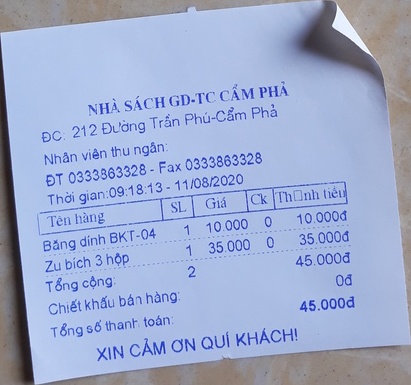 NHÀ SÁCH GD-TC CẨM PHẢ
ĐC: 212 Đường Trần Phú-Cẩm Phả
Nhân viên thu ngân:
ĐT 0333863328 - Fax 0333863328
Thời gian:09:18:13 - 11/08/2020
Tên hàng SL Giá Ck Th□nh tiền
Băng dính BKT-04 1 10.000 0 10.000đ
Zu bích 3 hộp 1 35.000 0 35.000đ
Tổng cộng: 2 45.000đ
Chiết khấu bán hàng: 0đ
Tổng số thanh toán: 45.000đ
XIN CẢM ƠN QUÍ KHÁCH!